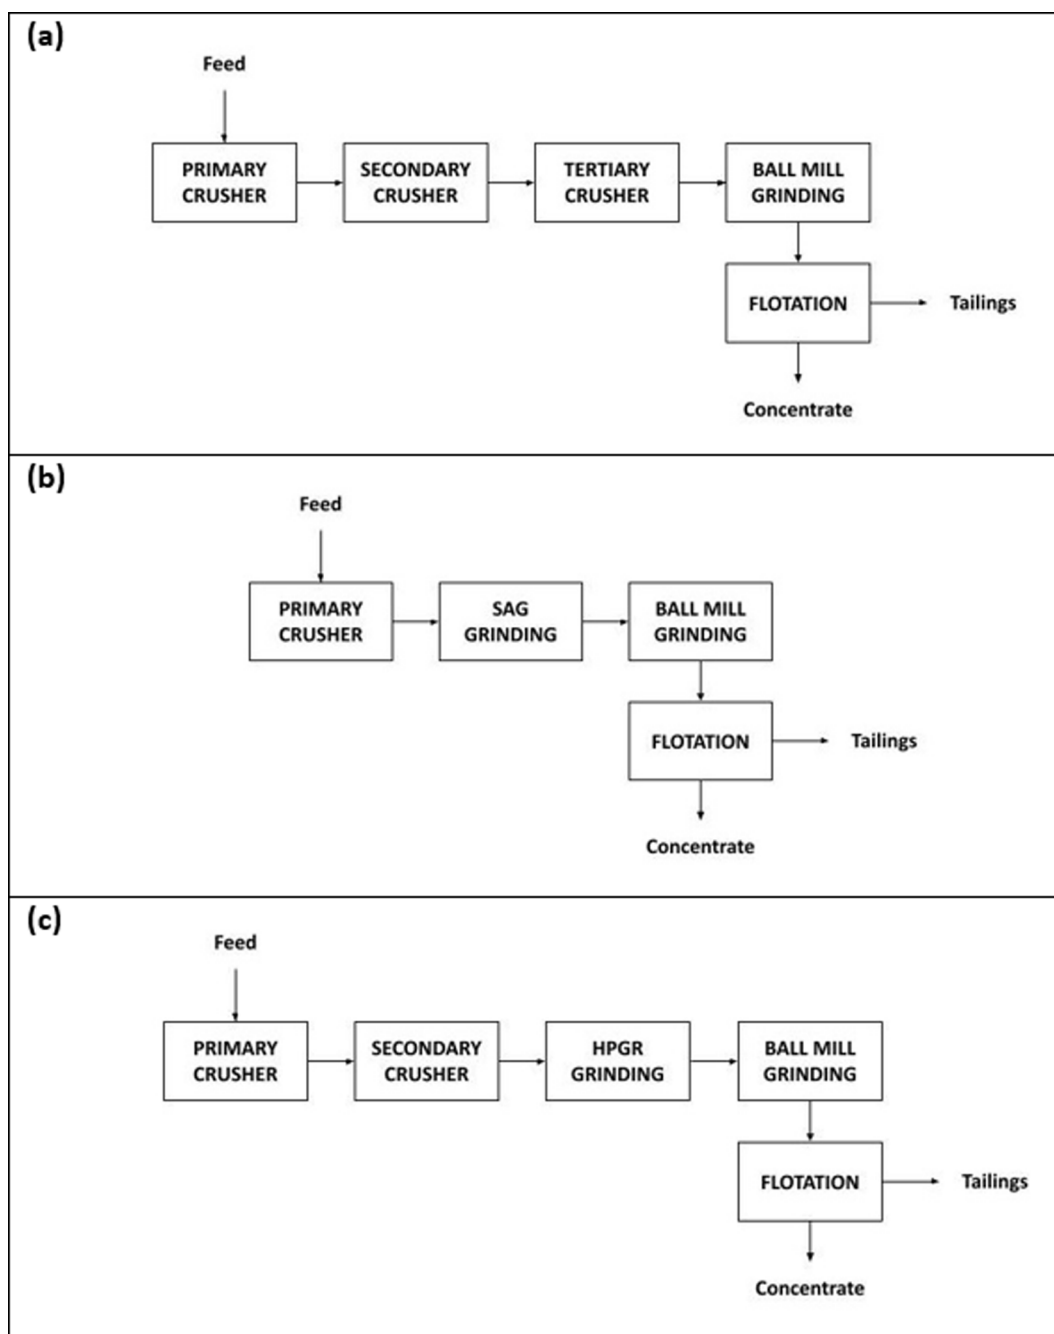 (a)
Feed
PRIMARY
CRUSHER
SECONDARY
CRUSHER
TERTIARY
CRUSHER
BALL MILL
GRINDING
FLOTATION
Tailings
Concentrate
(b)
Feed
PRIMARY
CRUSHER
SAG
GRINDING
BALL MILL
GRINDING
FLOTATION
Tailings
Concentrate
(c)
Feed
PRIMARY
CRUSHER
SECONDARY
CRUSHER
HPGR
GRINDING
BALL MILL
GRINDING
FLOTATION
Tailings
Concentrate